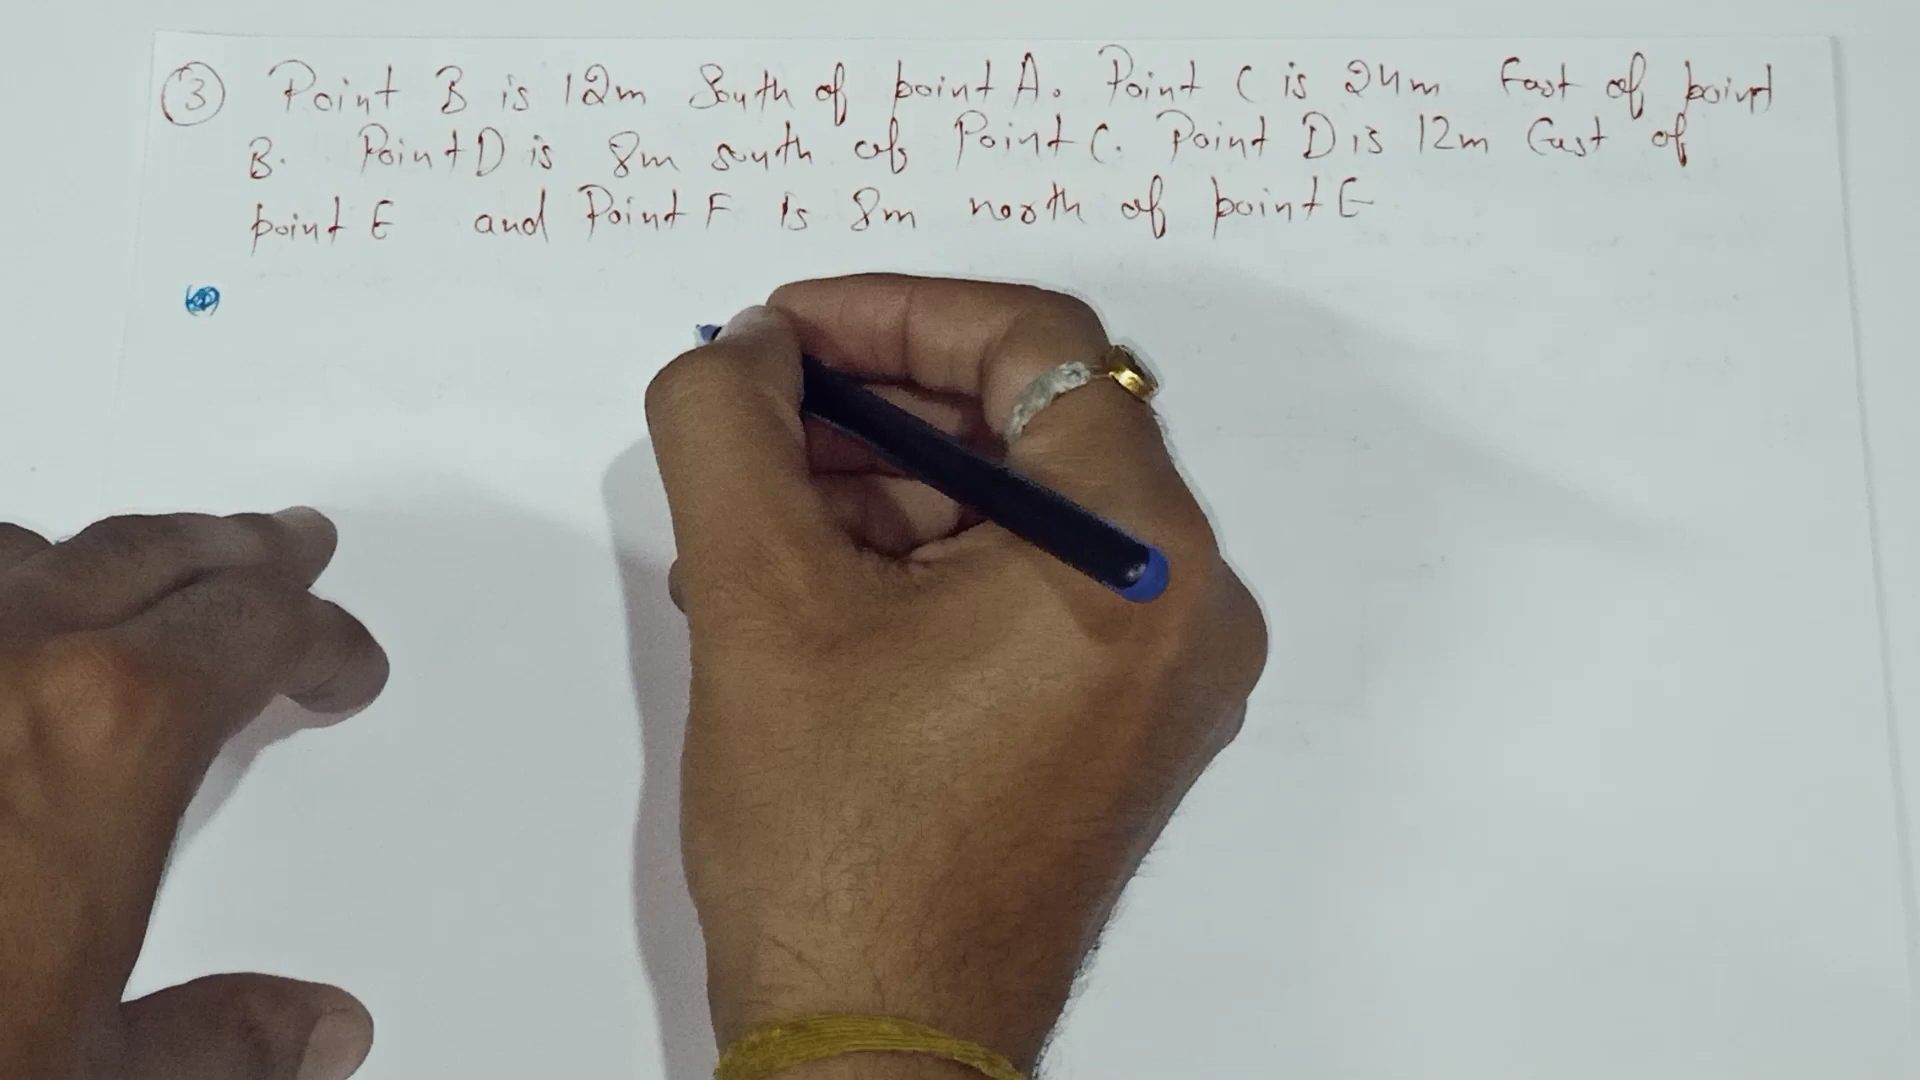 3 Point B is 12m South of point A. Point C is 24m East of point
B. Point D is 8m south of Point C. Point D is 12m East of
point E and Point F is 8m north of point E